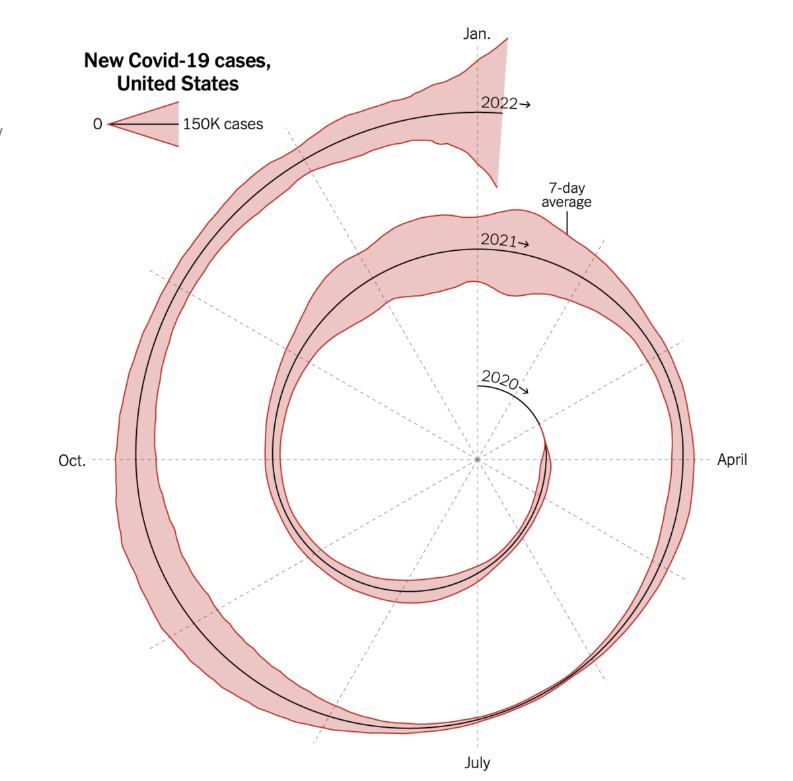 Jan.
New Covid-19 cases,
United States
0
150K cases
2022→
7-day
average
2021→
2020→
Oct.
April
July